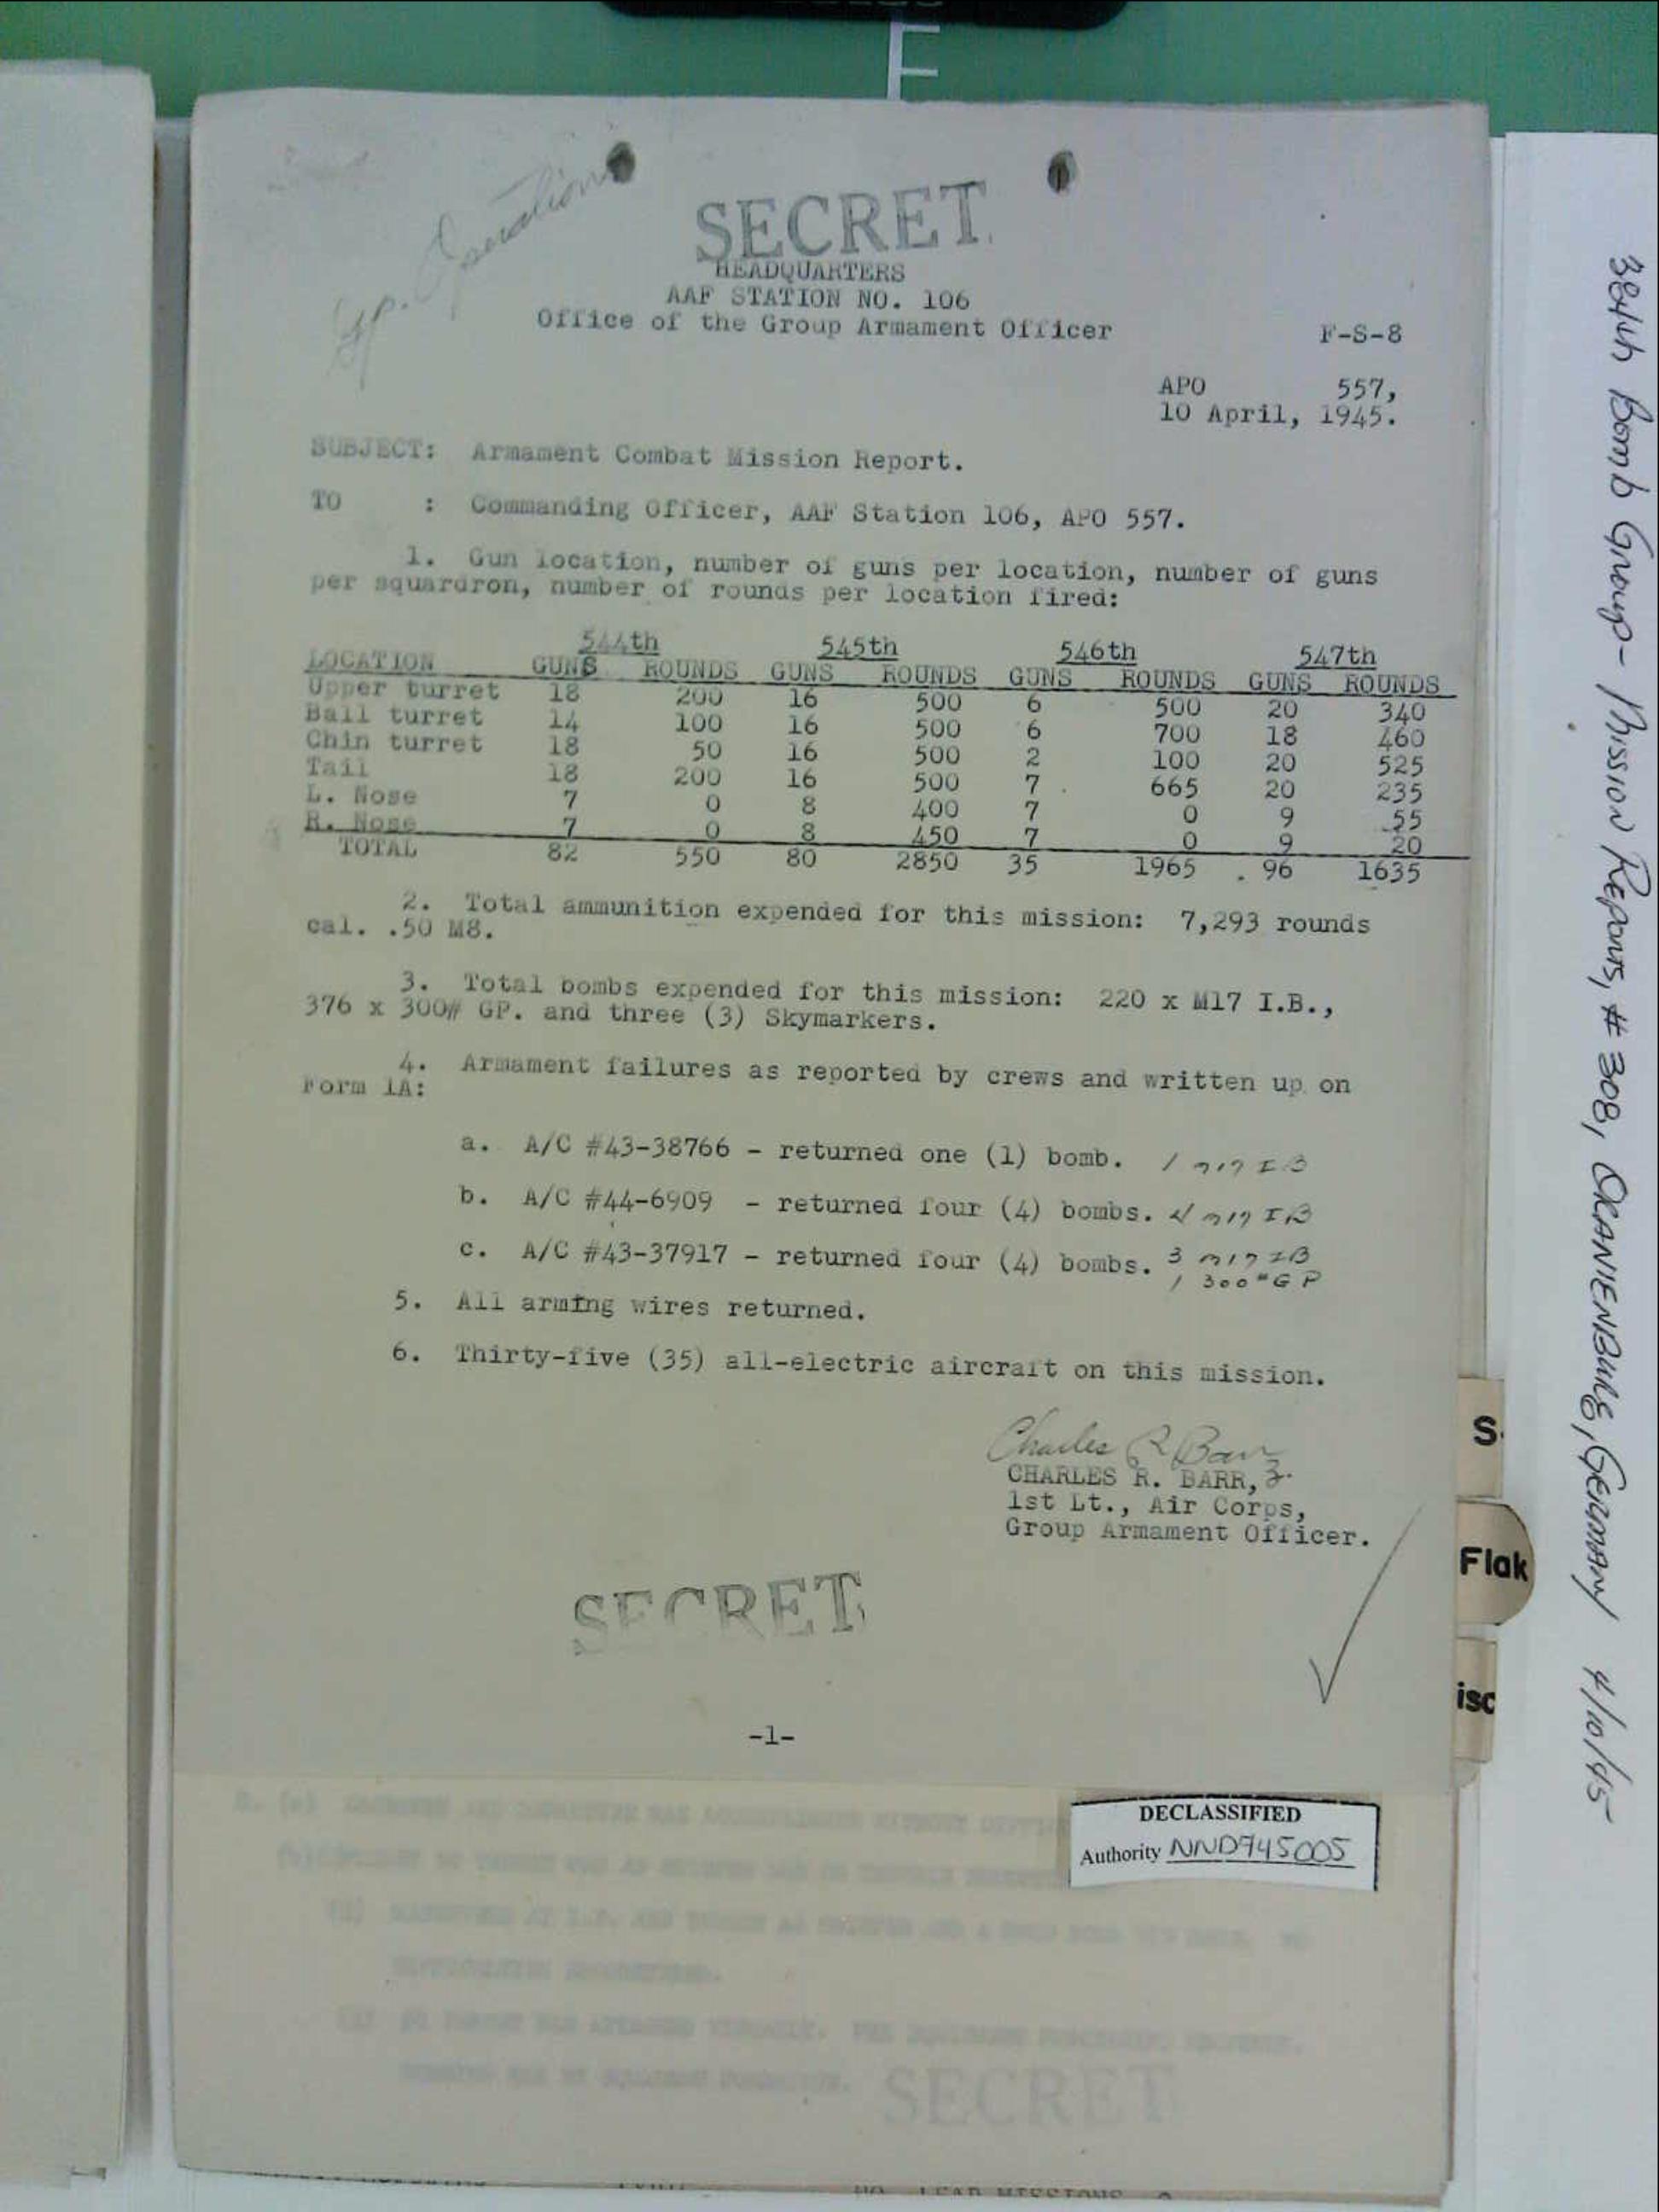 Gp. Operations
SECRET
HEADQUARTERS
AAF STATION NO. 106
Office of the Group Armament Officer F-S-8
APO 557,
10 April, 1945.
SUBJECT: Armament Combat Mission Report.
TO : Commanding Officer, AAF Station 106, APO 557.
1. Gun location, number of guns per location, number of guns
per squardron, number of rounds per location fired:
544th 545th 546th 547th
LOCATION GUNS ROUNDS GUNS ROUNDS GUNS ROUNDS GUNS ROUNDS
Upper turret 18 200 16 500 6 500 20 340
Ball turret 14 100 16 500 6 700 18 460
Chin turret 18 50 16 500 2 100 20 525
Tail 18 200 16 500 7 665 20 235
L. Nose 7 0 8 400 7 0 9 55
R. Nose 7 0 8 450 7 0 9 20
TOTAL 82 550 80 2850 35 1965 96 1635
2. Total ammunition expended for this mission: 7,293 rounds
cal. .50 M8.
3. Total bombs expended for this mission: 220 x M17 I.B.,
376 x 300# GP. and three (3) Skymarkers.
4. Armament failures as reported by crews and written up on
Form 1A:
a. A/C #43-38766 - returned one (1) bomb. 1 M17 IB
b. A/C #44-6909 - returned four (4) bombs. 4 M17 IB
c. A/C #43-37917 - returned four (4) bombs. 3 M17 IB
1 300# GP
5. All arming wires returned.
6. Thirty-five (35) all-electric aircraft on this mission.
Charles R Barr
CHARLES R. BARR,
1st Lt., Air Corps,
Group Armament Officer.
SECRET
-1-
DECLASSIFIED
Authority NND945005
SECRET
S
Flak
isc
384th Bomb Group - Mission Reports, #308, ORANIENBURG, GERMANY 4/10/45